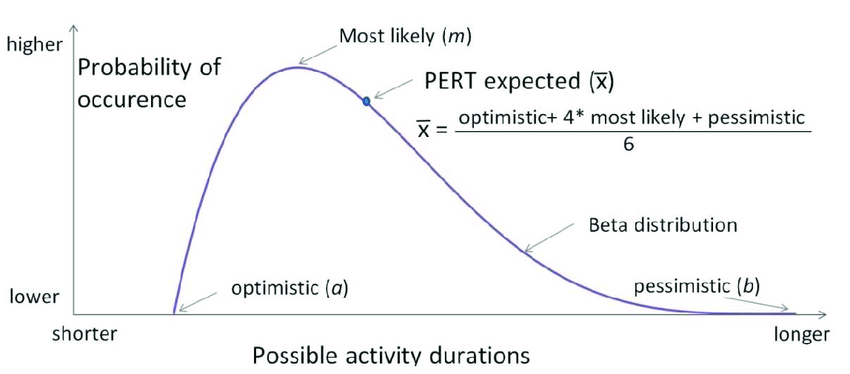 higher
Probability of
occurence
Most likely (m)
PERT expected (x̅)
x̅ = optimistic+ 4* most likely + pessimistic
6
Beta distribution
lower
optimistic (a)
pessimistic (b)
shorter
longer
Possible activity durations